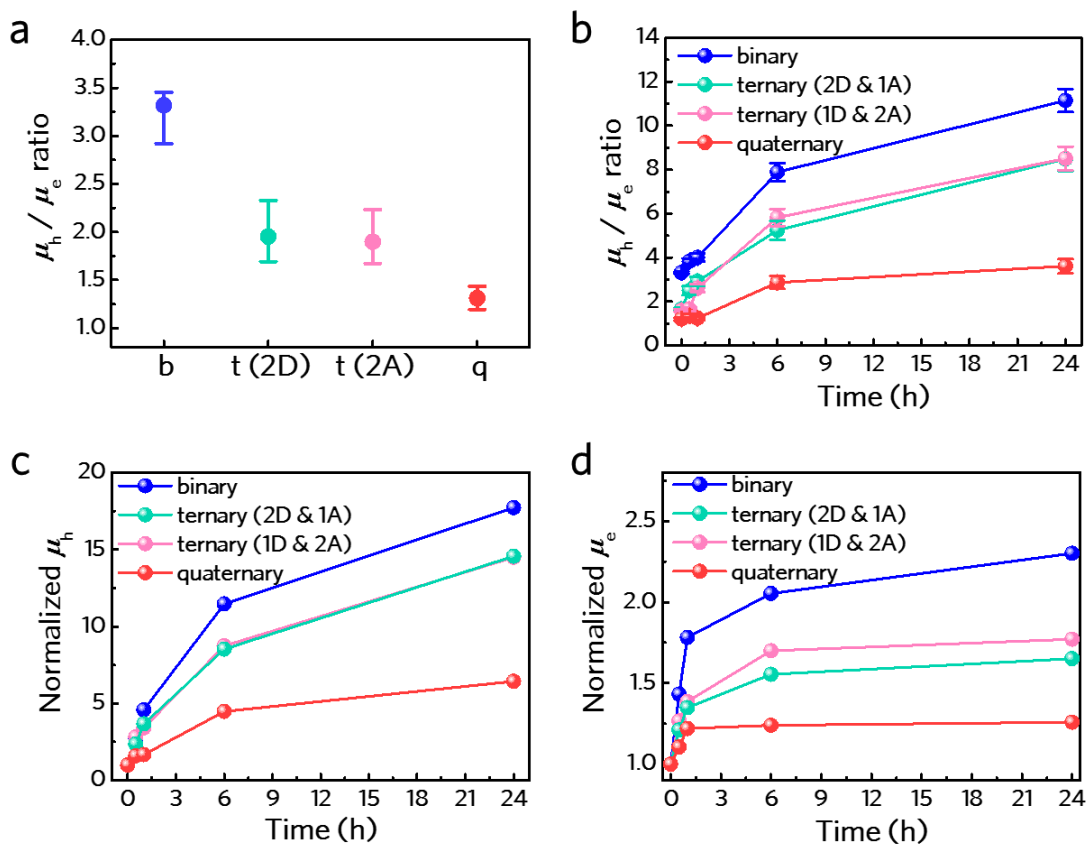 a
4.0
3.5
3.0
2.5
2.0
1.5
1.0
μh / μe ratio
b
t (2D)
t (2A)
q
b
14
12
10
8
6
4
2
0
μh / μe ratio
binary
ternary (2D & 1A)
ternary (1D & 2A)
quaternary
0 3 6 9 12 15 18 21 24
Time (h)
c
20
15
10
5
0
Normalized μh
binary
ternary (2D & 1A)
ternary (1D & 2A)
quaternary
0 3 6 9 12 15 18 21 24
Time (h)
d
2.5
2.0
1.5
1.0
Normalized μe
binary
ternary (2D & 1A)
ternary (1D & 2A)
quaternary
0 3 6 9 12 15 18 21 24
Time (h)